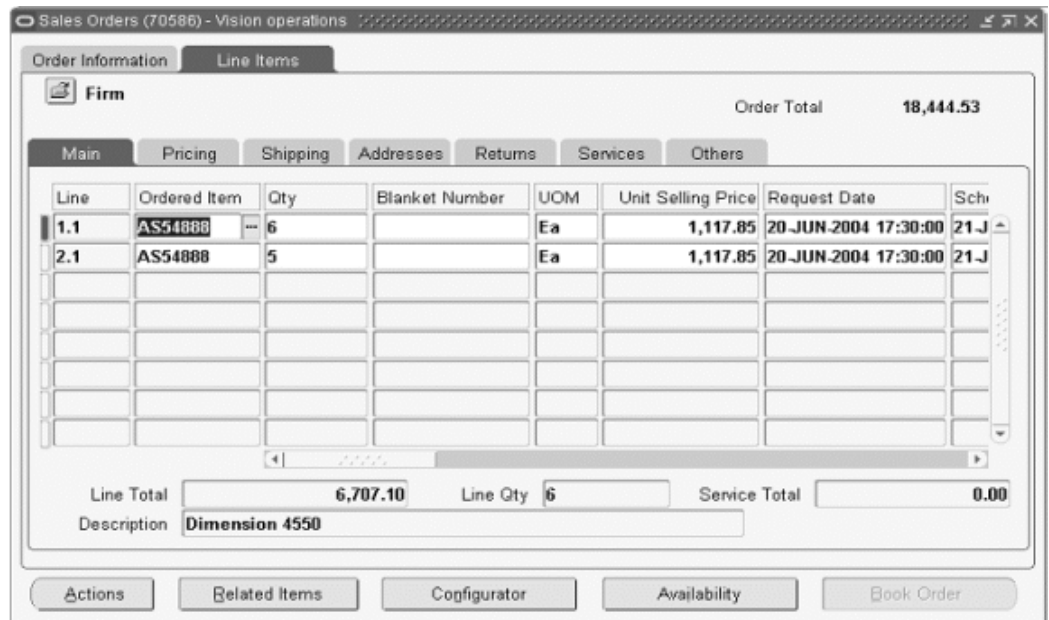 Sales Orders (70586) - Vision operations
Order Information Line Items
Firm
Order Total 18,444.53
Main Pricing Shipping Addresses Returns Services Others
Line Ordered Item Qty Blanket Number UOM Unit Selling Price Request Date Sch
1.1 AS54888 6 Ea 1,117.85 20-JUN-2004 17:30:00 21-J
2.1 AS54888 5 Ea 1,117.85 20-JUN-2004 17:30:00 21-J
Line Total 6,707.10 Line Qty 6 Service Total 0.00
Description Dimension 4550
Actions Related Items Configurator Availability Book Order